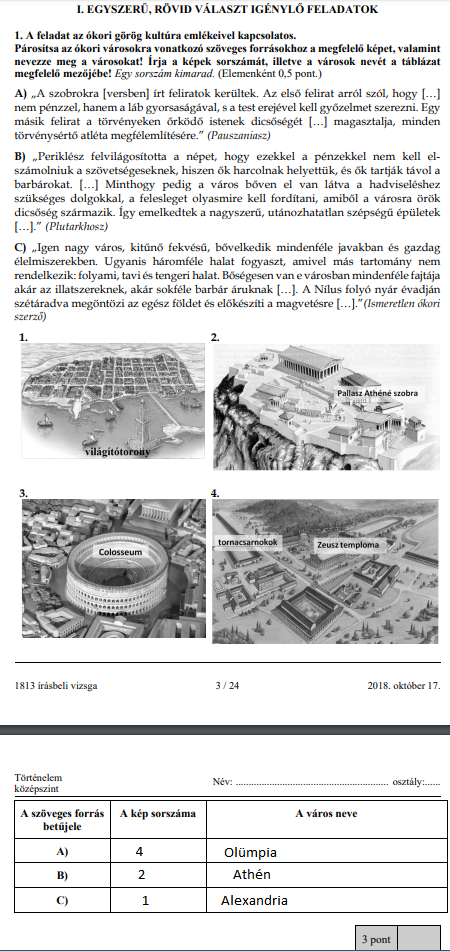 I. EGYSZERŰ, RÖVID VÁLASZT IGÉNYLŐ FELADATOK
1. A feladat az ókori görög kultúra emlékeivel kapcsolatos.
Párosítsa az ókori városokra vonatkozó szöveges forrásokhoz a megfelelő képet, valamint
nevezze meg a városokat! Írja a képek sorszámát, illetve a városok nevét a táblázat
megfelelő mezőjébe! Egy sorszám kimarad. (Elemenként 0,5 pont.)
A) „A szobrokra [versben] írt feliratok kerültek. Az első felirat arról szól, hogy […]
nem pénzzel, hanem a láb gyorsaságával, s a test erejével kell győzelmet szerezni. Egy
másik felirat a törvényeken őrködő istenek dicsőségét […] magasztalja, minden
törvénysértő atléta megfélemlítésére.” (Pauszaniasz)
B) „Periklész felvilágosította a népet, hogy ezekkel a pénzekkel nem kell el-
számolniuk a szövetségeseknek, hiszen ők harcolnak helyettük, és ők tartják távol a
barbárokat. […] Minthogy pedig a város bőven el van látva a hadviseléshez
szükséges dolgokkal, a felesleget olyasmire kell fordítani, amiből a városra örök
dicsőség származik. Így emelkedtek a nagyszerű, utánozhatatlan szépségű épületek
[…].” (Plutarkhosz)
C) „Igen nagy város, kitűnő fekvésű, bővelkedik mindenféle javakban és gazdag
élelmiszerekben. Ugyanis háromféle halat fogyaszt, amivel más tartomány nem
rendelkezik: folyami, tavi és tengeri halat. Bőségesen van e városban mindenféle fajtája
akár az illatszereknek, akár sokféle barbár áruknak […]. A Nílus folyó nyár évadján
szétáradva megöntözi az egész földet és előkészíti a magvetésre […].”(Ismeretlen ókori
szerző)
1.
2.
világítótorony
Pallasz Athéné szobra
3.
4.
Colosseum
tornacsarnokok
Zeusz temploma
1813 írásbeli vizsga
3 / 24
2018. október 17.
Történelem
középszint
Név: ........................................................... osztály:......
A szöveges forrás betűjele
A kép sorszáma
A város neve
A)
4
Olümpia
B)
2
Athén
C)
1
Alexandria
3 pont